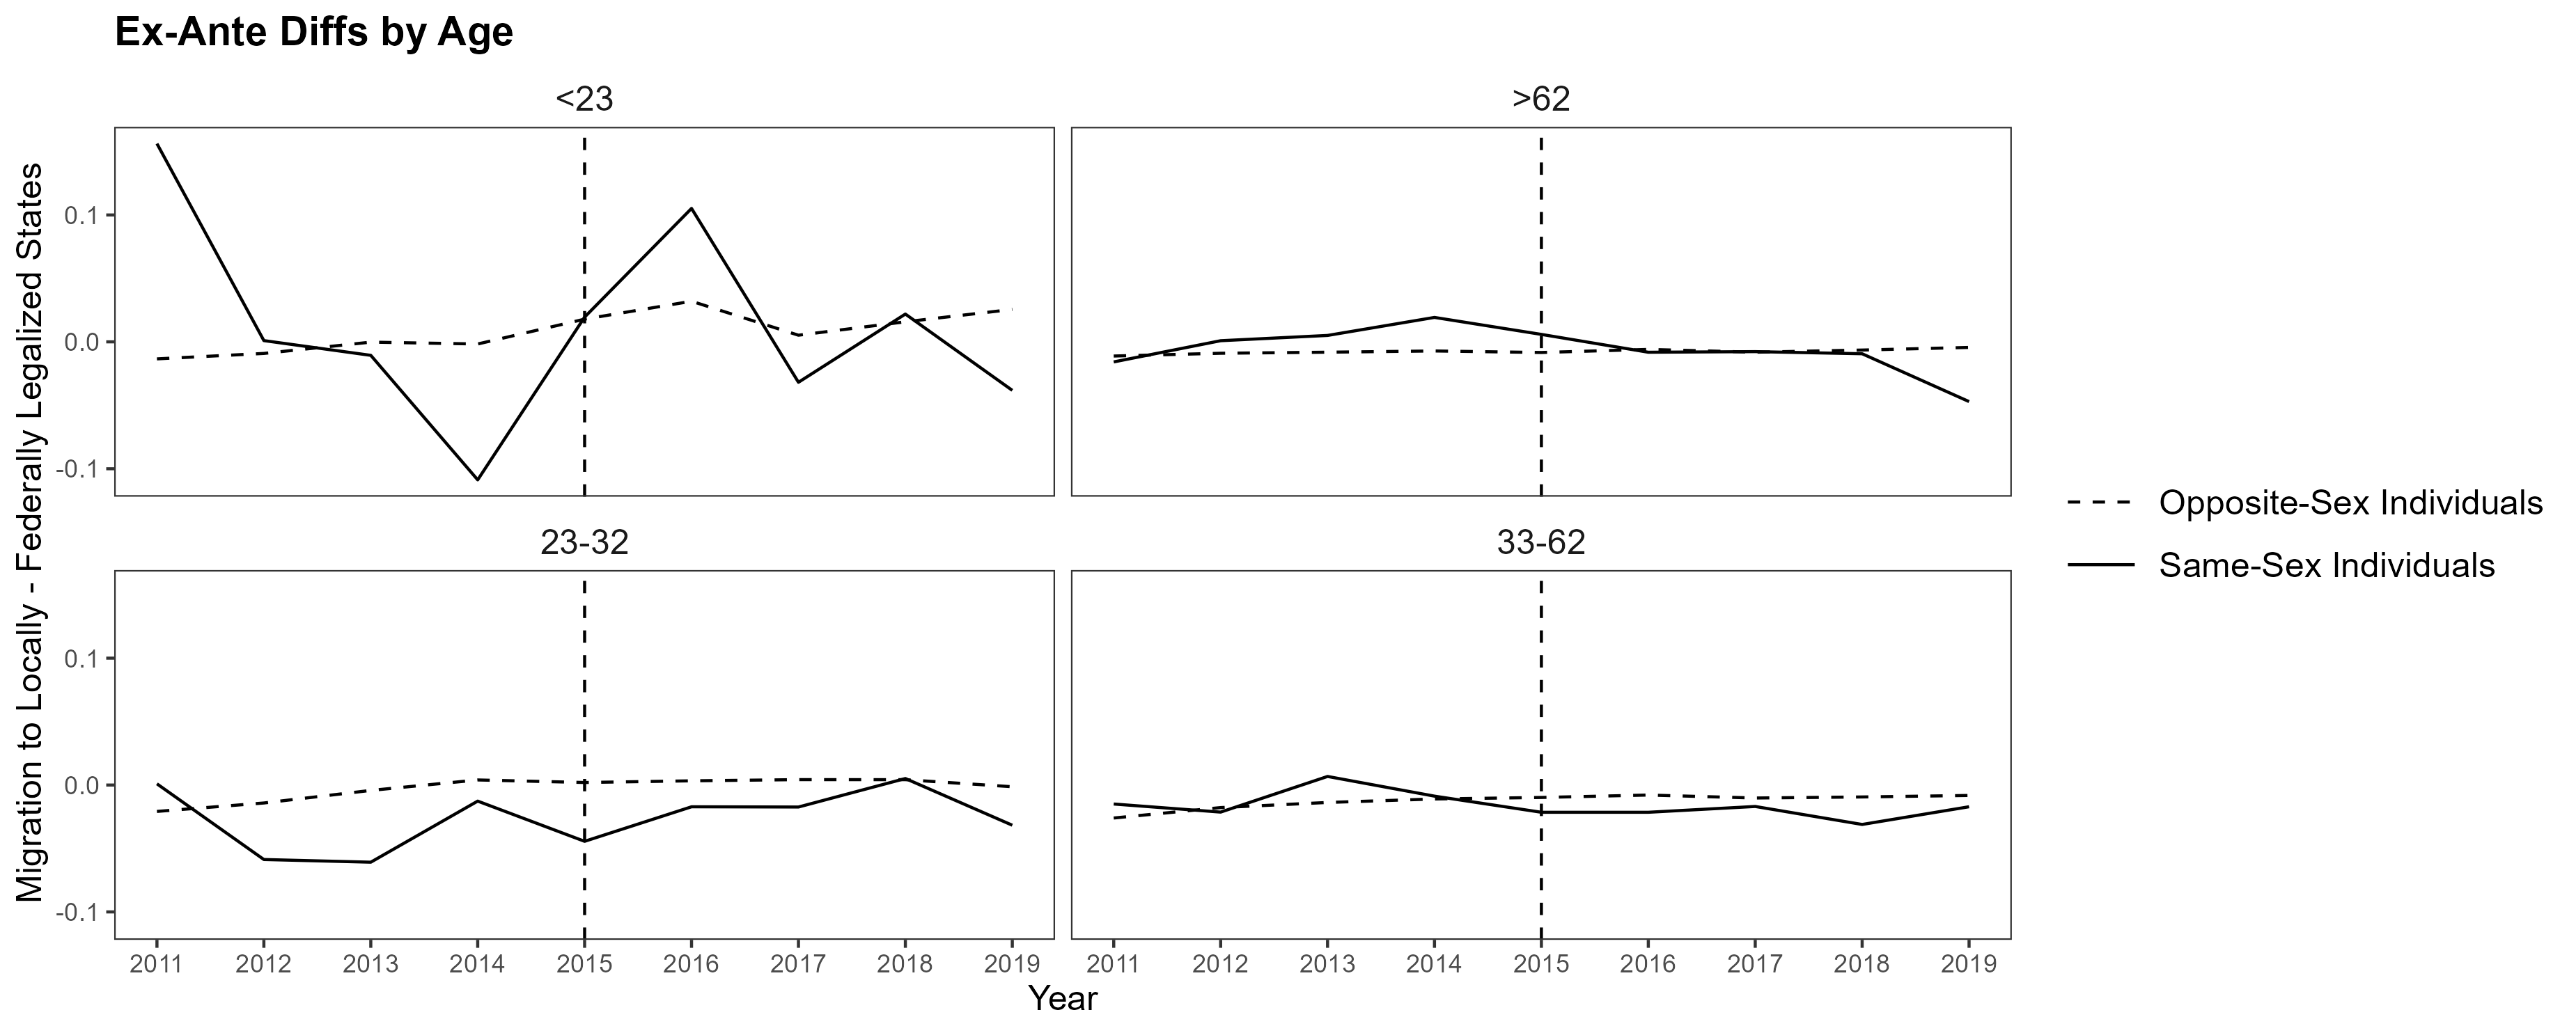 Ex-Ante Diffs by Age
<23
>62
Migration to Locally - Federally Legalized States
0.1
0.0
-0.1
Opposite-Sex Individuals
Same-Sex Individuals
23-32
33-62
0.1
0.0
-0.1
2011 2012 2013 2014 2015 2016 2017 2018 2019 2011 2012 2013 2014 2015 2016 2017 2018 2019
Year